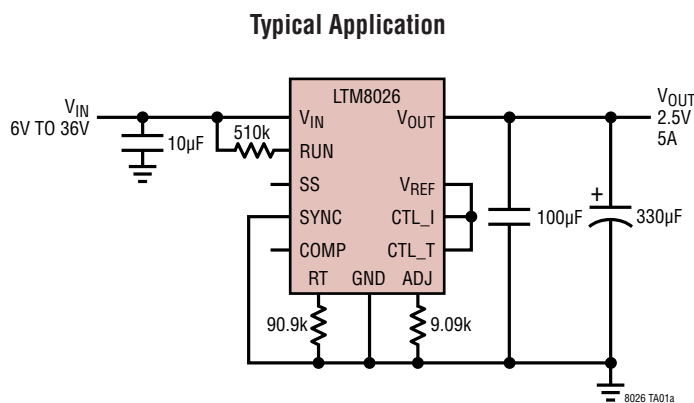 Typical Application
LTM8026
V_IN
6V TO 36V
10µF
510k
V_IN
RUN
SS
SYNC
COMP
RT
GND
ADJ
V_OUT
V_REF
CTL_I
CTL_T
V_OUT
2.5V
5A
100µF
+
330µF
90.9k
9.09k
8026 TA01a